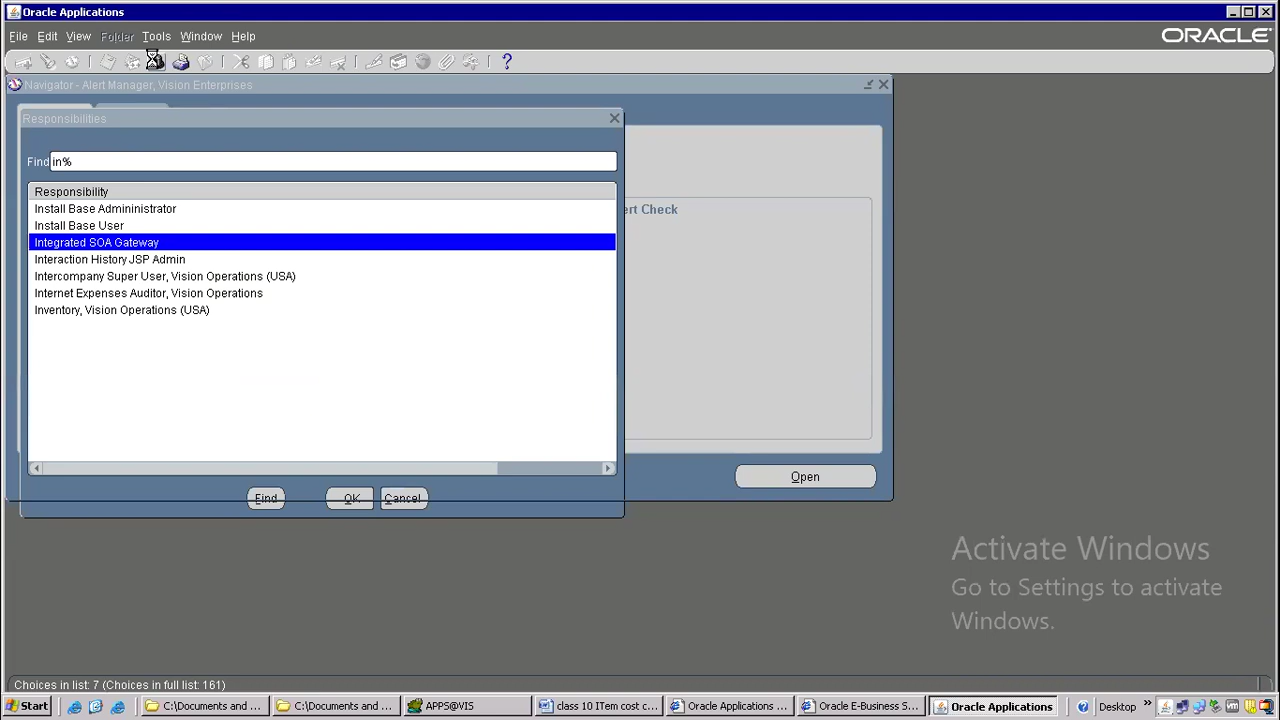 Oracle Applications
File Edit View Folder Tools Window Help
ORACLE
Navigator - Alert Manager, Vision Enterprises
Responsibilities
Find in%
Responsibility
Install Base Admininistrator
Install Base User
Integrated SOA Gateway
Interaction History JSP Admin
Intercompany Super User, Vision Operations (USA)
Internet Expenses Auditor, Vision Operations
Inventory, Vision Operations (USA)
ert Check
Find OK Cancel
Open
Activate Windows
Go to Settings to activate
Windows.
Choices in list: 7 (Choices in full list: 161)
Start C:\Documents and ... C:\Documents and ... APPS@VIS css 10 ITem cost c... Oracle Applications ... Oracle E-Business S... Oracle Applications Desktop